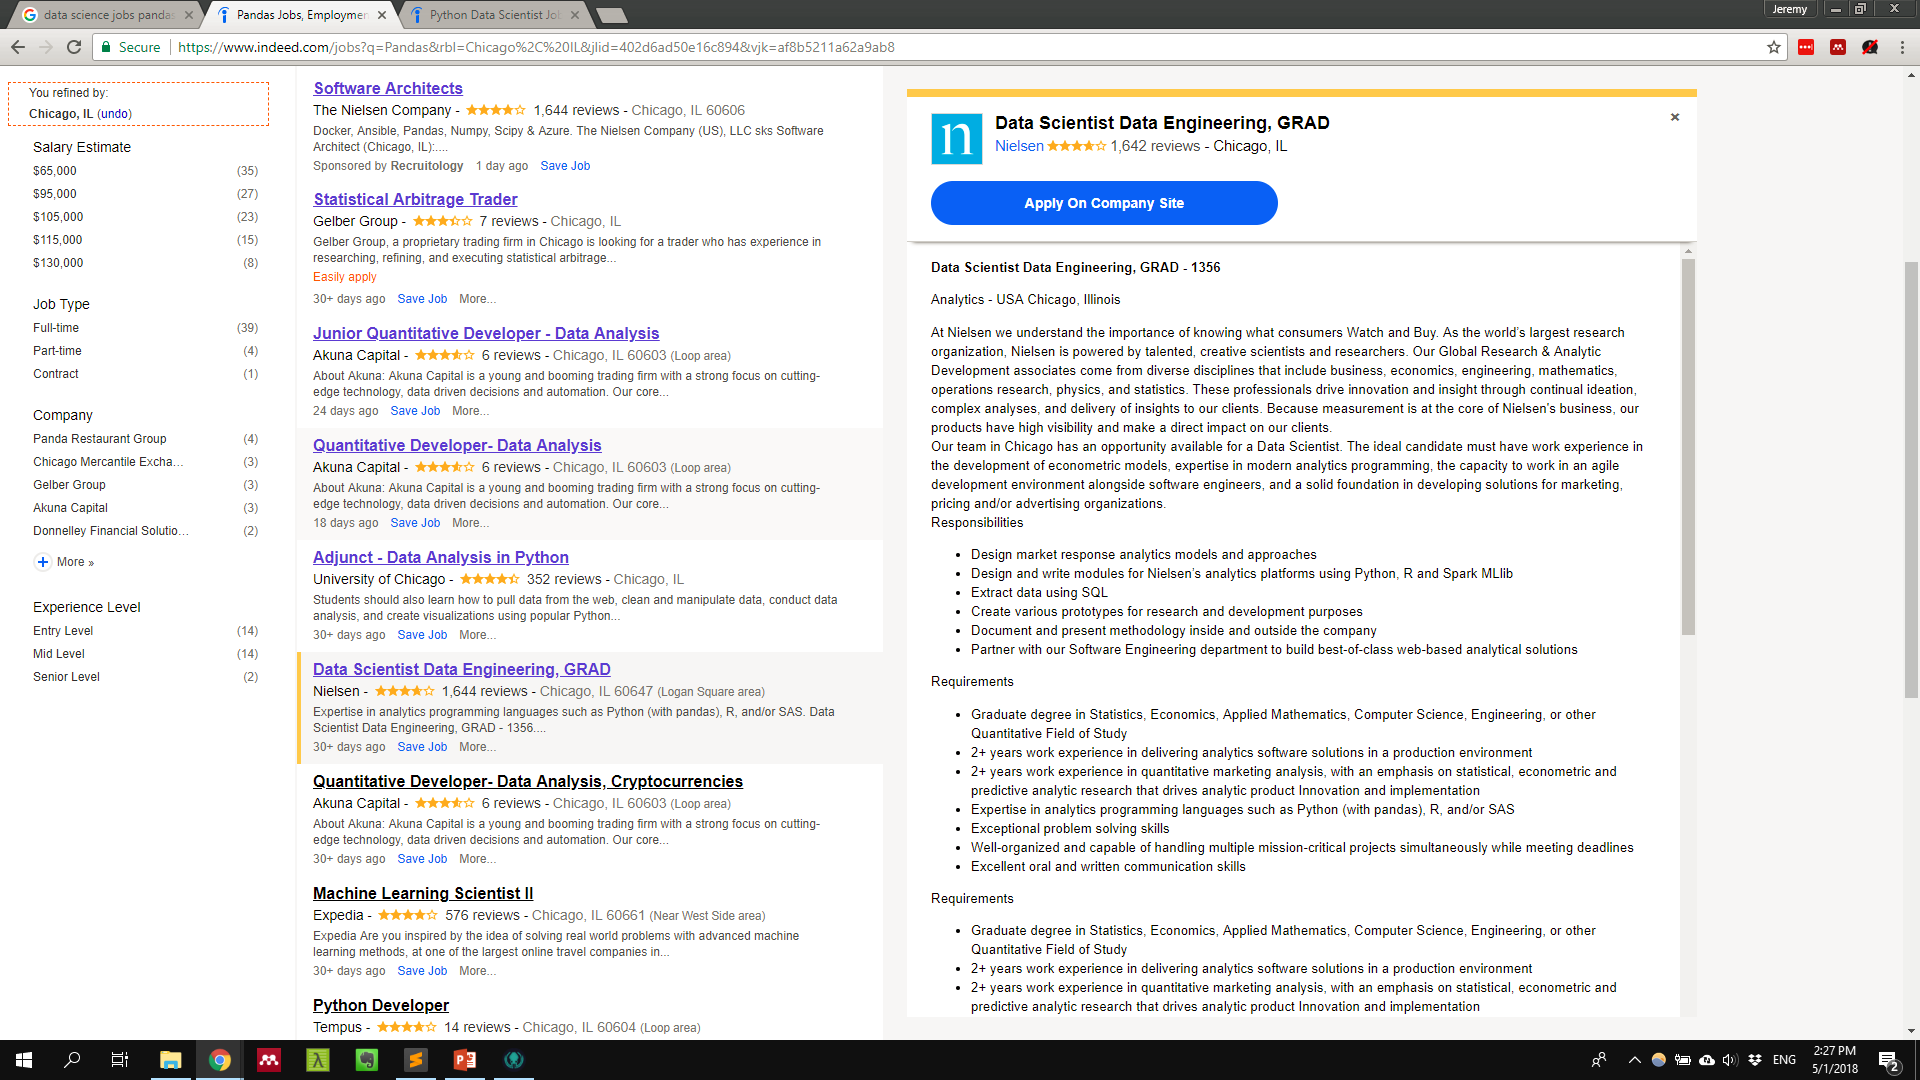 data science jobs pandas
Pandas Jobs, Employmen
Python Data Scientist Jo
Jeremy
Secure
https://www.indeed.com/jobs?q=Pandas&rbl=Chicago%2C%20IL&jlid=402d6ad50e16c894&vjk=af8b5211a62a9ab8
You refined by:
Chicago, IL (undo)
Salary Estimate
$65,000 (35)
$95,000 (27)
$105,000 (23)
$115,000 (15)
$130,000 (8)
Job Type
Full-time (39)
Part-time (4)
Contract (1)
Company
Panda Restaurant Group (4)
Chicago Mercantile Excha... (3)
Gelber Group (3)
Akuna Capital (3)
Donnelley Financial Solutio... (2)
More »
Experience Level
Entry Level (14)
Mid Level (14)
Senior Level (2)
Software Architects
The Nielsen Company - 1,644 reviews - Chicago, IL 60606
Docker, Ansible, Pandas, Numpy, Scipy & Azure. The Nielsen Company (US), LLC sks Software
Architect (Chicago, IL):....
Sponsored by Recruitology 1 day ago Save Job
Statistical Arbitrage Trader
Gelber Group - 7 reviews - Chicago, IL
Gelber Group, a proprietary trading firm in Chicago is looking for a trader who has experience in
researching, refining, and executing statistical arbitrage...
Easily apply
30+ days ago Save Job More...
Junior Quantitative Developer - Data Analysis
Akuna Capital - 6 reviews - Chicago, IL 60603 (Loop area)
About Akuna: Akuna Capital is a young and booming trading firm with a strong focus on cutting-
edge technology, data driven decisions and automation. Our core...
24 days ago Save Job More...
Quantitative Developer- Data Analysis
Akuna Capital - 6 reviews - Chicago, IL 60603 (Loop area)
About Akuna: Akuna Capital is a young and booming trading firm with a strong focus on cutting-
edge technology, data driven decisions and automation. Our core...
18 days ago Save Job More...
Adjunct - Data Analysis in Python
University of Chicago - 352 reviews - Chicago, IL
Students should also learn how to pull data from the web, clean and manipulate data, conduct data
analysis, and create visualizations using popular Python...
30+ days ago Save Job More...
Data Scientist Data Engineering, GRAD
Nielsen - 1,644 reviews - Chicago, IL 60647 (Logan Square area)
Expertise in analytics programming languages such as Python (with pandas), R, and/or SAS. Data
Scientist Data Engineering, GRAD - 1356....
30+ days ago Save Job More...
Quantitative Developer- Data Analysis, Cryptocurrencies
Akuna Capital - 6 reviews - Chicago, IL 60603 (Loop area)
About Akuna: Akuna Capital is a young and booming trading firm with a strong focus on cutting-
edge technology, data driven decisions and automation. Our core...
30+ days ago Save Job More...
Machine Learning Scientist II
Expedia - 576 reviews - Chicago, IL 60661 (Near West Side area)
Expedia Are you inspired by the idea of solving real world problems with advanced machine
learning methods, at one of the largest online travel companies in...
30+ days ago Save Job More...
Python Developer
Tempus - 14 reviews - Chicago, IL 60604 (Loop area)
n
Data Scientist Data Engineering, GRAD
Nielsen 1,642 reviews - Chicago, IL
Apply On Company Site
Data Scientist Data Engineering, GRAD - 1356
Analytics - USA Chicago, Illinois
At Nielsen we understand the importance of knowing what consumers Watch and Buy. As the world's largest research
organization, Nielsen is powered by talented, creative scientists and researchers. Our Global Research & Analytic
Development associates come from diverse disciplines that include business, economics, engineering, mathematics,
operations research, physics, and statistics. These professionals drive innovation and insight through continual ideation,
complex analyses, and delivery of insights to our clients. Because measurement is at the core of Nielsen's business, our
products have high visibility and make a direct impact on our clients.
Our team in Chicago has an opportunity available for a Data Scientist. The ideal candidate must have work experience in
the development of econometric models, expertise in modern analytics programming, the capacity to work in an agile
development environment alongside software engineers, and a solid foundation in developing solutions for marketing,
pricing and/or advertising organizations.
Responsibilities
• Design market response analytics models and approaches
• Design and write modules for Nielsen's analytics platforms using Python, R and Spark MLlib
• Extract data using SQL
• Create various prototypes for research and development purposes
• Document and present methodology inside and outside the company
• Partner with our Software Engineering department to build best-of-class web-based analytical solutions
Requirements
• Graduate degree in Statistics, Economics, Applied Mathematics, Computer Science, Engineering, or other
Quantitative Field of Study
• 2+ years work experience in delivering analytics software solutions in a production environment
• 2+ years work experience in quantitative marketing analysis, with an emphasis on statistical, econometric and
predictive analytic research that drives analytic product Innovation and implementation
• Expertise in analytics programming languages such as Python (with pandas), R, and/or SAS
• Exceptional problem solving skills
• Well-organized and capable of handling multiple mission-critical projects simultaneously while meeting deadlines
• Excellent oral and written communication skills
Requirements
• Graduate degree in Statistics, Economics, Applied Mathematics, Computer Science, Engineering, or other
Quantitative Field of Study
• 2+ years work experience in delivering analytics software solutions in a production environment
• 2+ years work experience in quantitative marketing analysis, with an emphasis on statistical, econometric and
predictive analytic research that drives analytic product Innovation and implementation
ENG
2:27 PM
5/1/2018
2